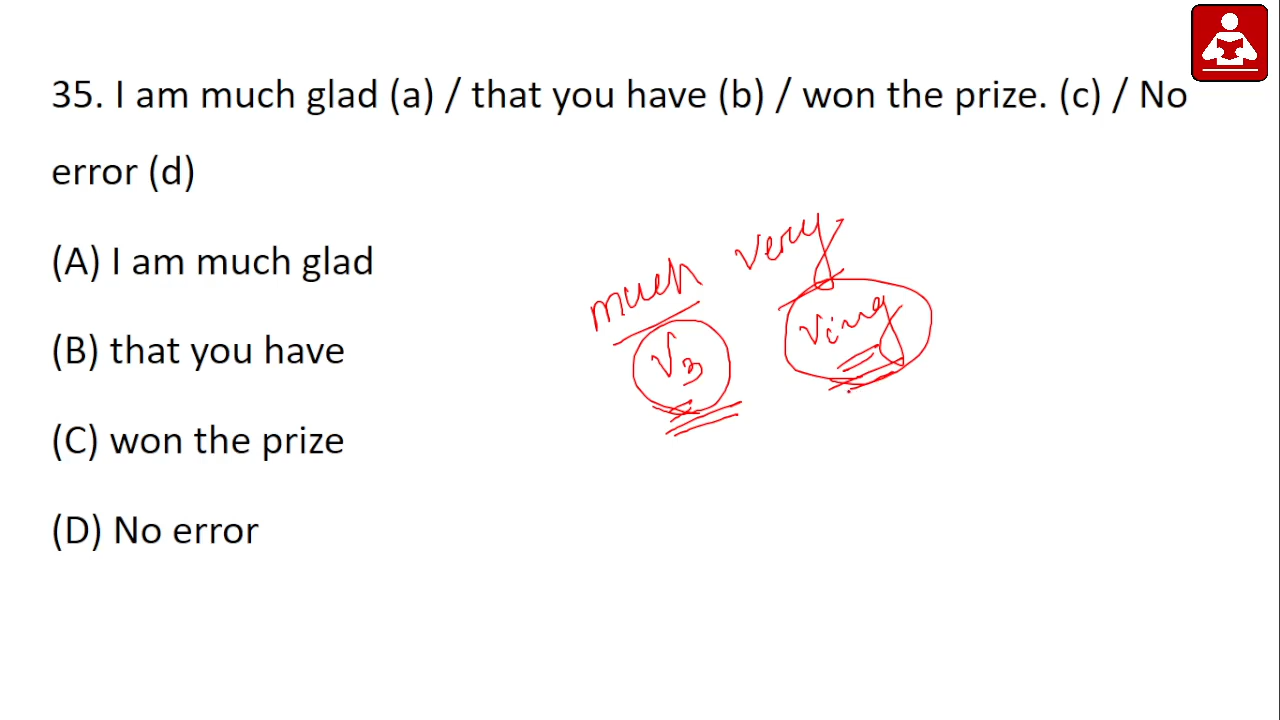 35. I am much glad (a) / that you have (b) / won the prize. (c) / No
error (d)
(A) I am much glad
(B) that you have
(C) won the prize
(D) No error
much very
V3 Ving